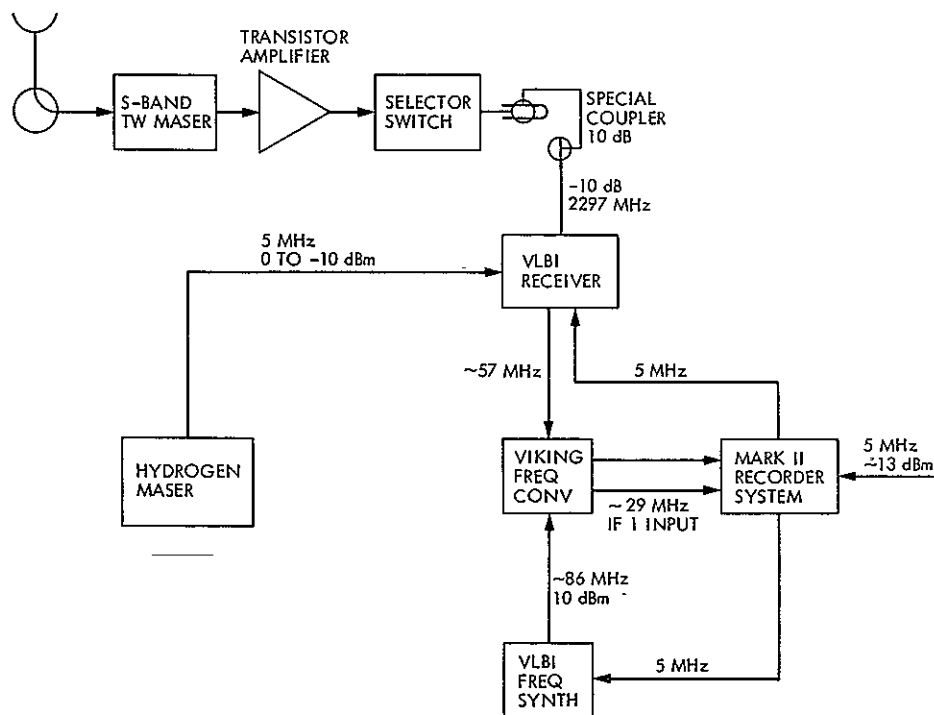 TRANSISTOR
AMPLIFIER
S-BAND
TW MASER
SELECTOR
SWITCH
SPECIAL
COUPLER
10 dB
-10 dB
2297 MHz
5 MHz
0 TO -10 dBm
VLBI
RECEIVER
~57 MHz
5 MHz
HYDROGEN
MASER
VIKING
FREQ
CONV
MARK II
RECORDER
SYSTEM
5 MHz
~13 dBm
~29 MHz
IF 1 INPUT
~86 MHz
10 dBm
VLBI
FREQ
SYNTH
5 MHz